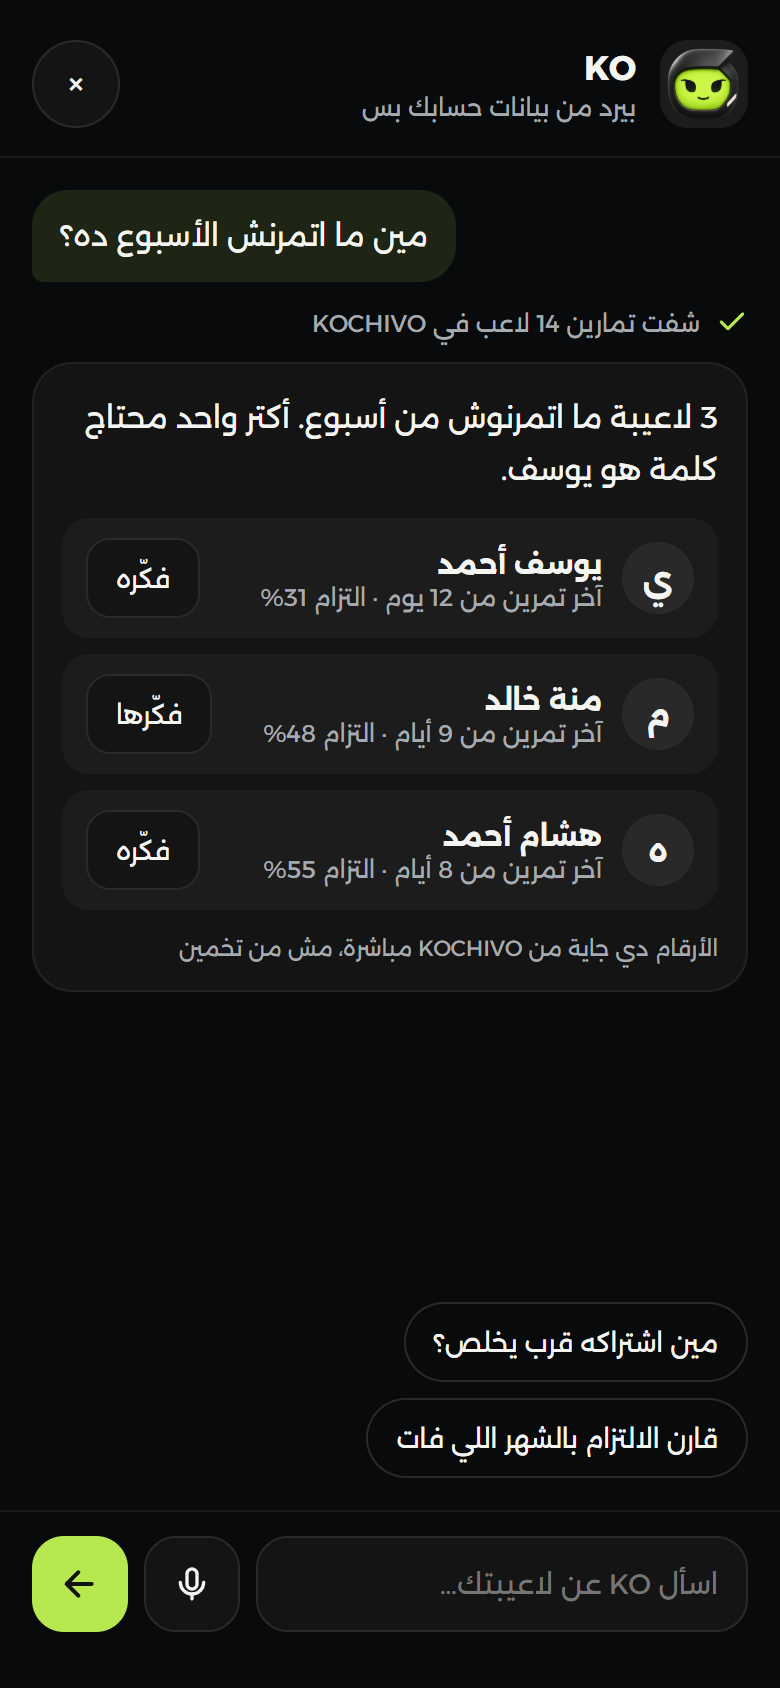 KO
بيرد من بيانات حسابك بس
×
مين ما اتمرنش الأسبوع ده؟
شفت تمارين 14 لاعب في KOCHIVO
3 لاعيبة ما اتمرنوش من أسبوع. أكتر واحد محتاج
كلمة هو يوسف.
ي
يوسف أحمد
آخر تمرين من 12 يوم · التزام 31%
فكّره
م
منة خالد
آخر تمرين من 9 أيام · التزام 48%
فكّرها
ه
هشام أحمد
آخر تمرين من 8 أيام · التزام 55%
فكّره
الأرقام دي جاية من KOCHIVO مباشرة، مش من تخمين
مين اشتراكه قرب يخلص؟
قارن الالتزام بالشهر اللي فات
اسأل KO عن لاعيبتك...